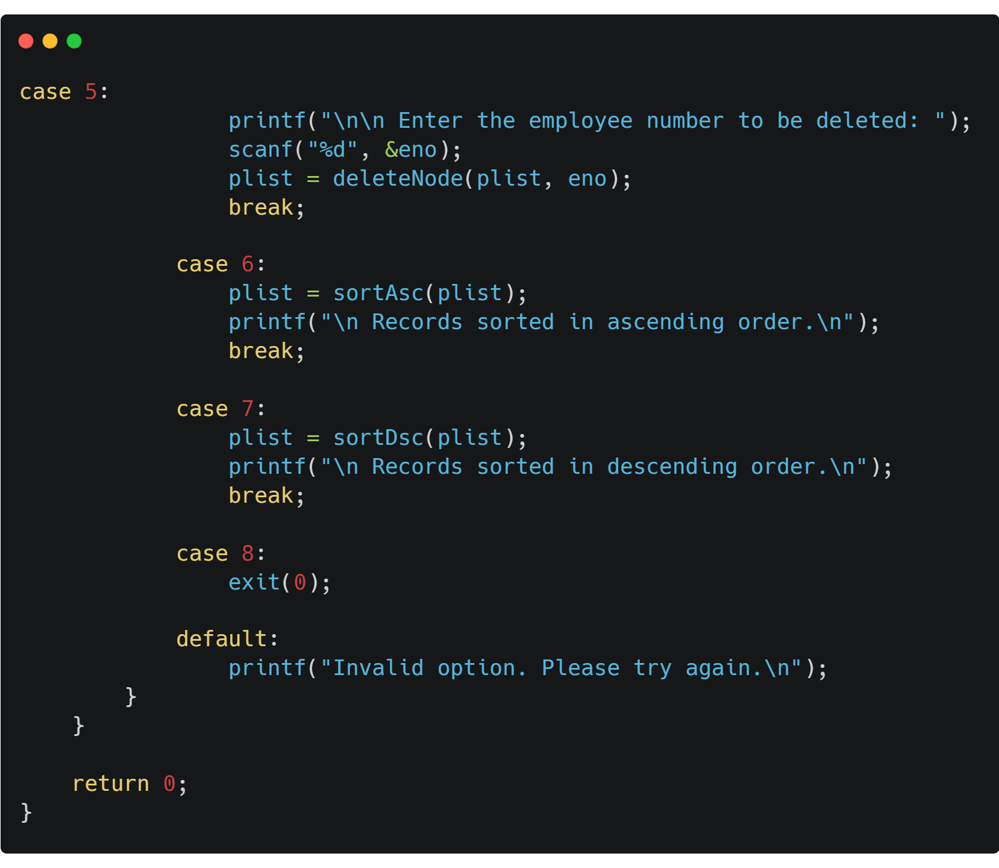 case 5:
                printf("\n\n Enter the employee number to be deleted: ");
                scanf("%d", &eno);
                plist = deleteNode(plist, eno);
                break;

            case 6:
                plist = sortAsc(plist);
                printf("\n Records sorted in ascending order.\n");
                break;

            case 7:
                plist = sortDsc(plist);
                printf("\n Records sorted in descending order.\n");
                break;

            case 8:
                exit(0);

            default:
                printf("Invalid option. Please try again.\n");
        }
    }

    return 0;
}